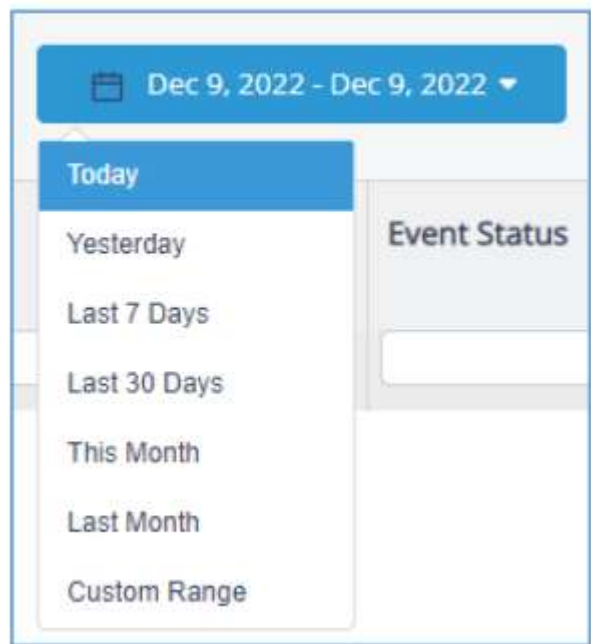 Dec 9, 2022 - Dec 9, 2022
Today
Yesterday
Last 7 Days
Last 30 Days
This Month
Last Month
Custom Range
Event Status